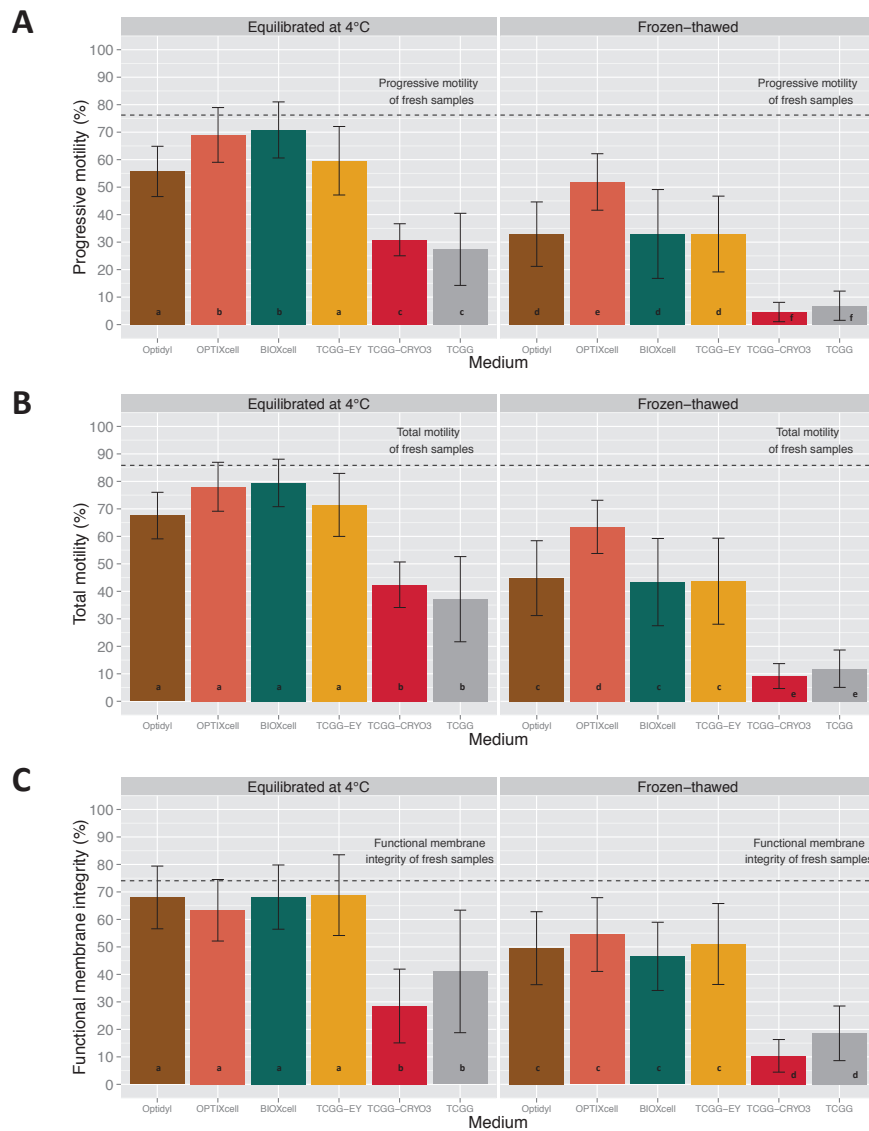 A
Equilibrated at 4°C
Frozen−thawed
Progressive motility (%)
100
90
80
70
60
50
40
30
20
10
0
Progressive motility
of fresh samples
Progressive motility
of fresh samples
a b b a c c d e d d f f
Optidyl OPTIXcell BIOXcell TCGG−EY TCGG−CRYO3 TCGG Optidyl OPTIXcell BIOXcell TCGG−EY TCGG−CRYO3 TCGG
Medium
B
Equilibrated at 4°C
Frozen−thawed
Total motility (%)
100
90
80
70
60
50
40
30
20
10
0
Total motility
of fresh samples
Total motility
of fresh samples
a a a a b b c d c c e e
Optidyl OPTIXcell BIOXcell TCGG−EY TCGG−CRYO3 TCGG Optidyl OPTIXcell BIOXcell TCGG−EY TCGG−CRYO3 TCGG
Medium
C
Equilibrated at 4°C
Frozen−thawed
Functional membrane integrity (%)
100
90
80
70
60
50
40
30
20
10
0
Functional membrane
integrity of fresh samples
Functional membrane
integrity of fresh samples
a a a a b b c c c c d d
Optidyl OPTIXcell BIOXcell TCGG−EY TCGG−CRYO3 TCGG Optidyl OPTIXcell BIOXcell TCGG−EY TCGG−CRYO3 TCGG
Medium